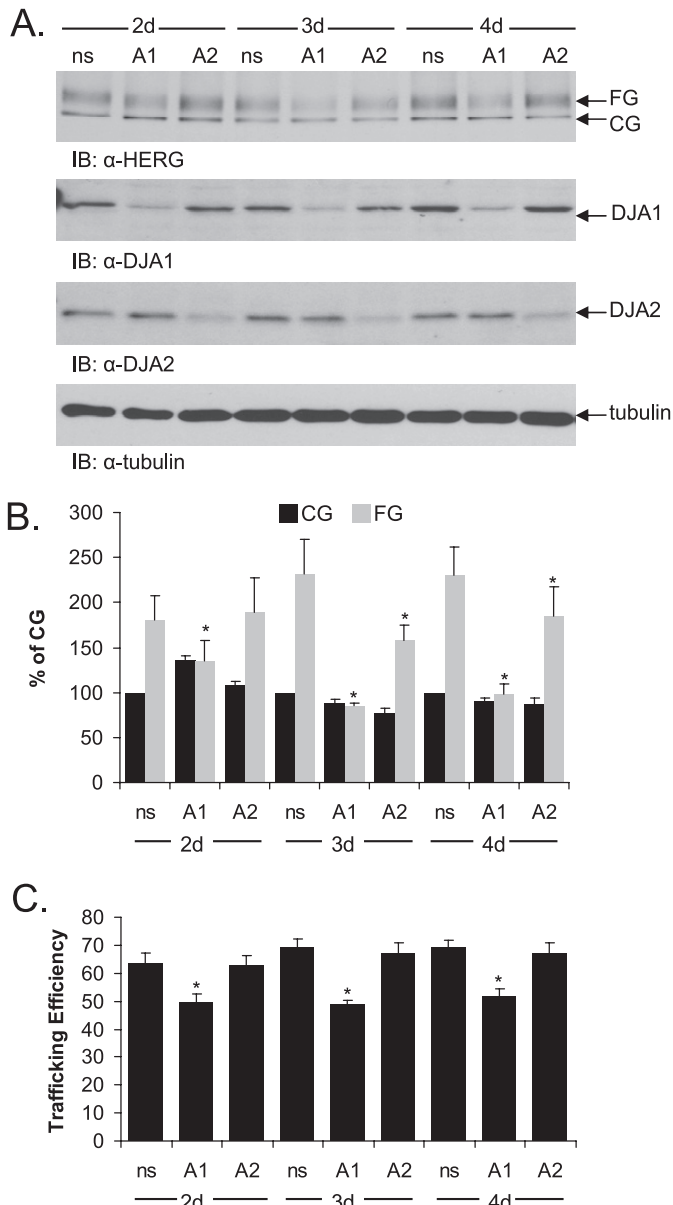 A.
2d 3d 4d
ns A1 A2 ns A1 A2 ns A1 A2
FG
CG
IB: α-HERG
DJA1
IB: α-DJA1
DJA2
IB: α-DJA2
tubulin
IB: α-tubulin
B.
CG FG
% of CG
300
250
200
150
100
50
0
* * * * *
ns A1 A2 ns A1 A2 ns A1 A2
2d 3d 4d
C.
Trafficking Efficiency
80
70
60
50
40
30
20
10
0
* * *
ns A1 A2 ns A1 A2 ns A1 A2
2d 3d 4d